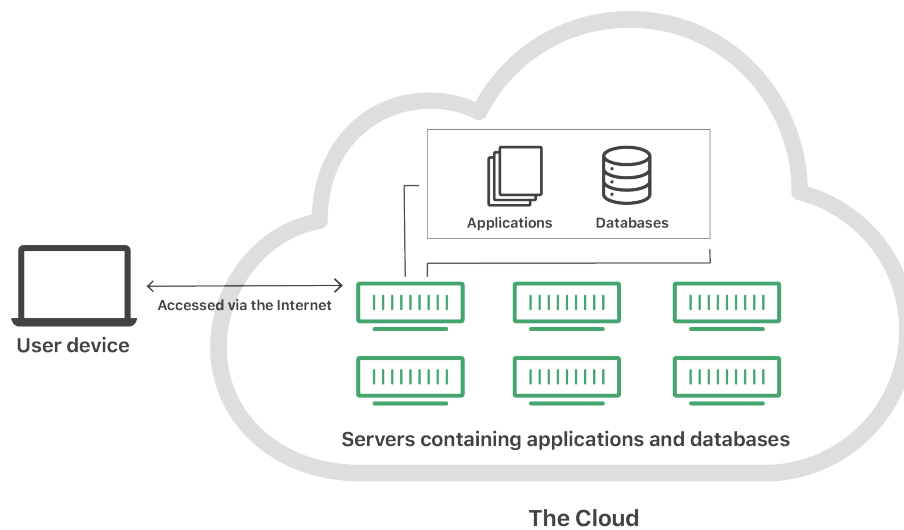 Applications
Databases
Accessed via the Internet
User device
Servers containing applications and databases
The Cloud